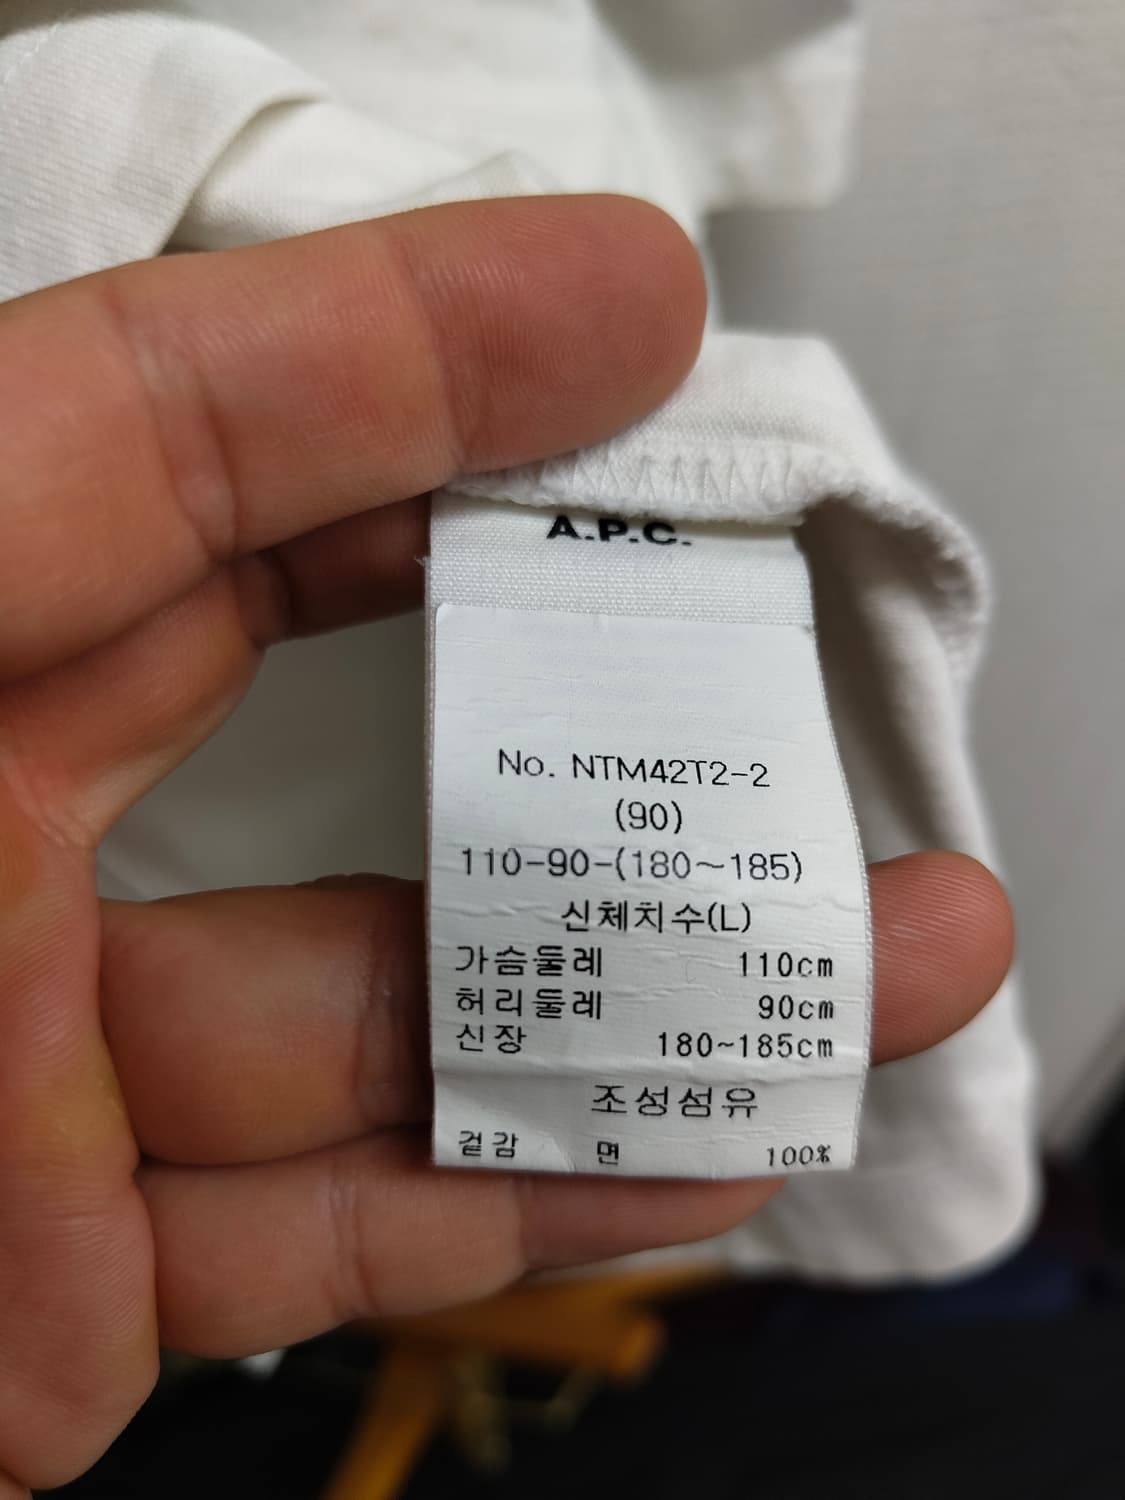 A.P.C.
No. NTM42T2-2
(90)
110-90-(180~185)
신체치수(L)
가슴둘레 110cm
허리둘레 90cm
신장 180~185cm
조성섬유
겉감 면 100%